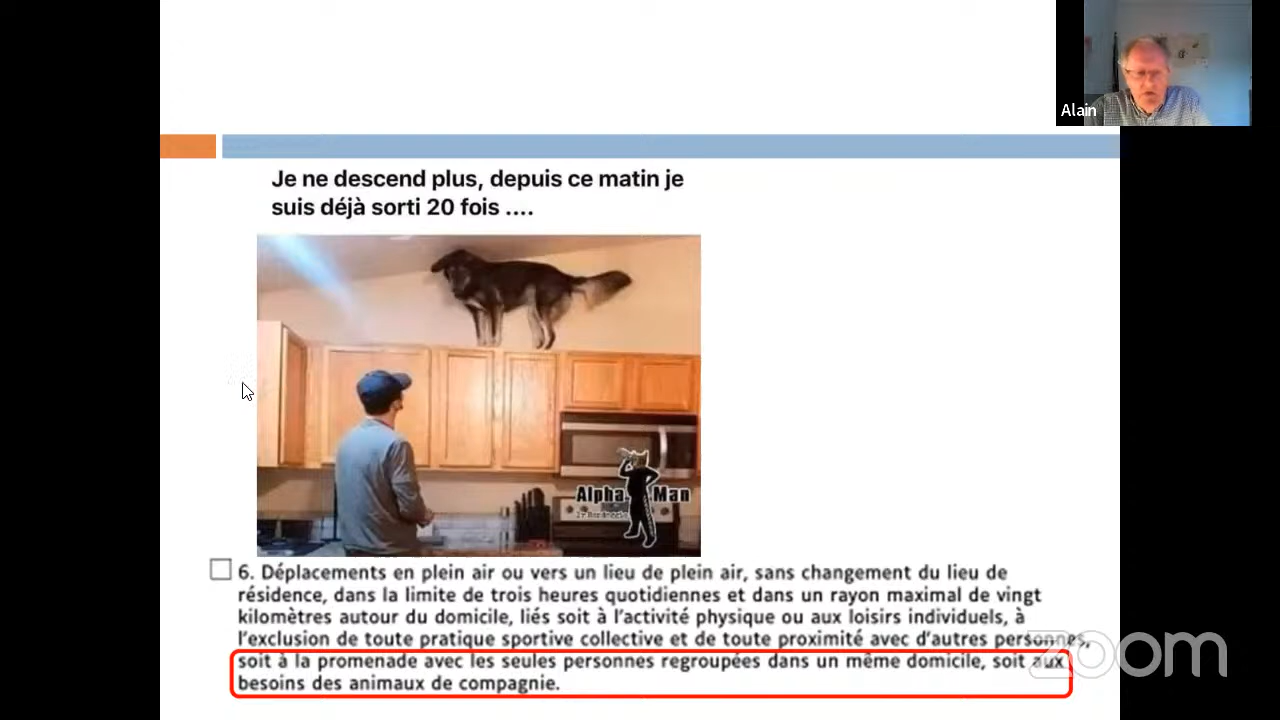 Alain
Je ne descend plus, depuis ce matin je
suis déjà sorti 20 fois ....
Alpha Man
6. Déplacements en plein air ou vers un lieu de plein air, sans changement du lieu de
résidence, dans la limite de trois heures quotidiennes et dans un rayon maximal de vingt
kilomètres autour du domicile, liés soit à l'activité physique ou aux loisirs individuels, à
l'exclusion de toute pratique sportive collective et de toute proximité avec d'autres personnes,
soit à la promenade avec les seules personnes regroupées dans un même domicile, soit aux
besoins des animaux de compagnie.
zoom